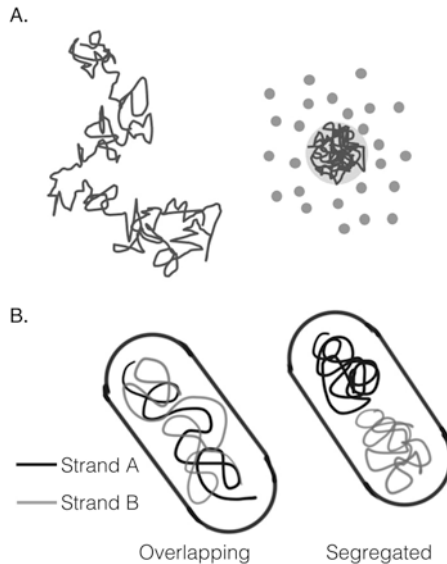 A.
B.
Strand A
Strand B
Overlapping
Segregated